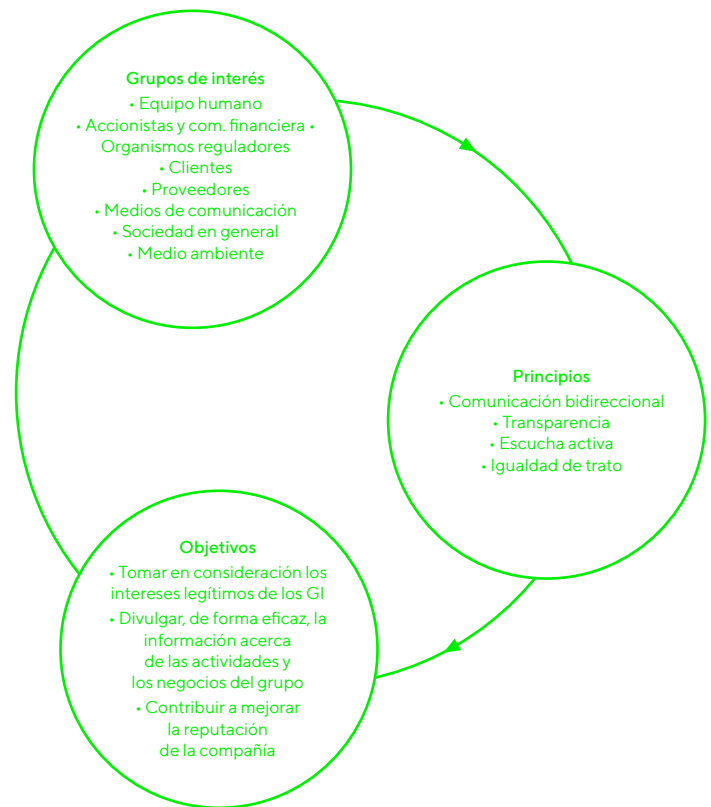 Grupos de interés
• Equipo humano
• Accionistas y com. financiera •
Organismos reguladores
• Clientes
• Proveedores
• Medios de comunicación
• Sociedad en general
• Medio ambiente
Principios
• Comunicación bidireccional
• Transparencia
• Escucha activa
• Igualdad de trato
Objetivos
• Tomar en consideración los
intereses legítimos de los GI
• Divulgar, de forma eficaz, la
información acerca
de las actividades y
los negocios del grupo
• Contribuir a mejorar
la reputación
de la compañía